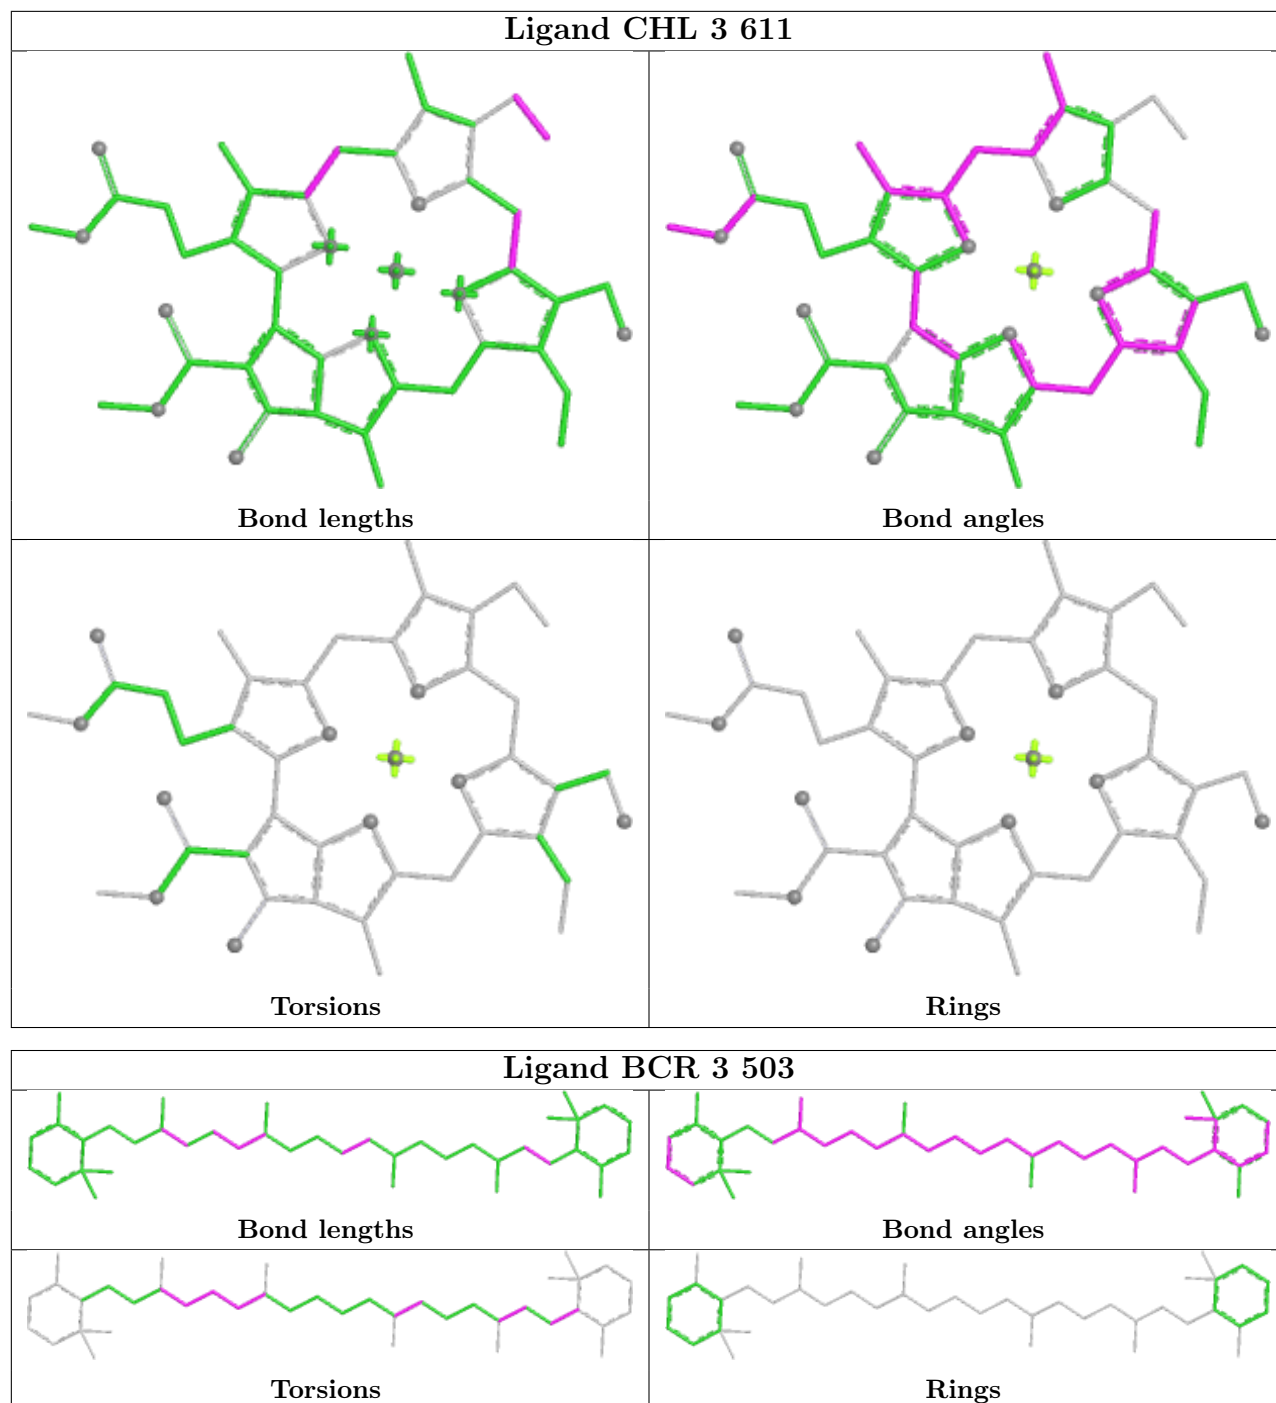 Ligand CHL 3 611
Bond lengths
Bond angles
Torsions
Rings
Ligand BCR 3 503
Bond lengths
Bond angles
Torsions
Rings